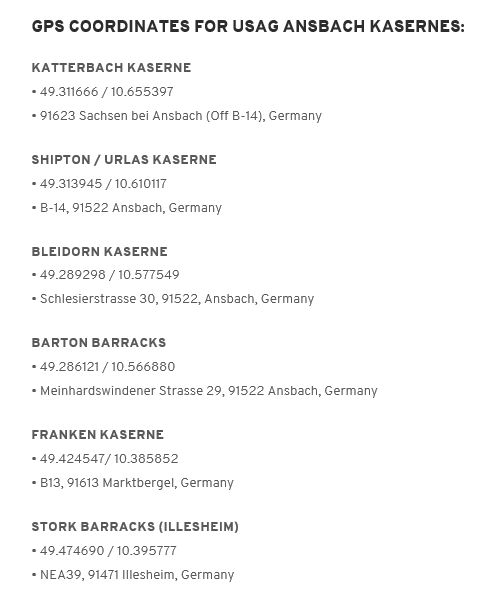 GPS COORDINATES FOR USAG ANSBACH KASERNES:
KATTERBACH KASERNE
• 49.311666 / 10.655397
• 91623 Sachsen bei Ansbach (Off B-14), Germany
SHIPTON / URLAS KASERNE
• 49.313945 / 10.610117
• B-14, 91522 Ansbach, Germany
BLEIDORN KASERNE
• 49.289298 / 10.577549
• Schlesierstrasse 30, 91522, Ansbach, Germany
BARTON BARRACKS
• 49.286121 / 10.566880
• Meinhardswindener Strasse 29, 91522 Ansbach, Germany
FRANKEN KASERNE
• 49.424547/ 10.385852
• B13, 91613 Marktbergel, Germany
STORK BARRACKS (ILLESHEIM)
• 49.474690 / 10.395777
• NEA39, 91471 Illesheim, Germany